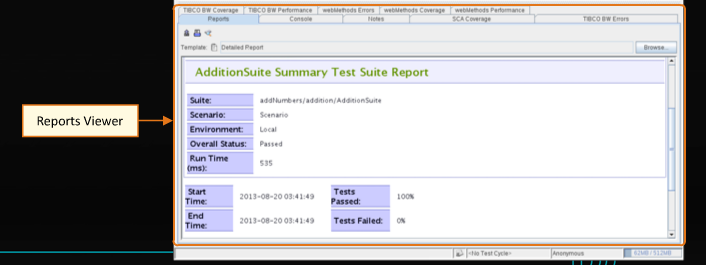 TIBCO BW Coverage TIBCO BW Performance webMethods Errors webMethods Coverage webMethods Performance
Reports Console Notes SCA Coverage TIBCO BW Errors
Template: Detailed Report Browse...
AdditionSuite Summary Test Suite Report
Suite: addNumbers/addition/AdditionSuite
Scenario: Scenario
Reports Viewer
Environment: Local
Overall Status: Passed
Run Time
(ms): 535
Start
Time: 2013-08-20 03:41:49 Tests
Passed: 100%
End
Time: 2013-08-20 03:41:49 Tests Failed: 0%
<No Test Cycle> Anonymous 62MB / 512MB